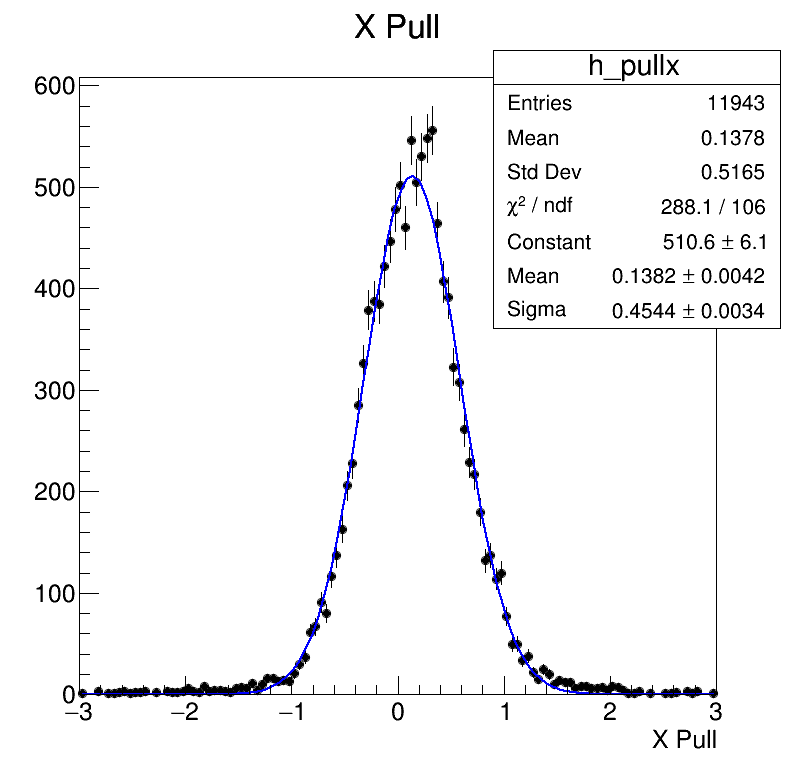 X Pull
h_pullx
Entries 11943
Mean 0.1378
Std Dev 0.5165
χ² / ndf 288.1 / 106
Constant 510.6 ± 6.1
Mean 0.1382 ± 0.0042
Sigma 0.4544 ± 0.0034
600
500
400
300
200
100
0
−3 −2 −1 0 1 2 3
X Pull